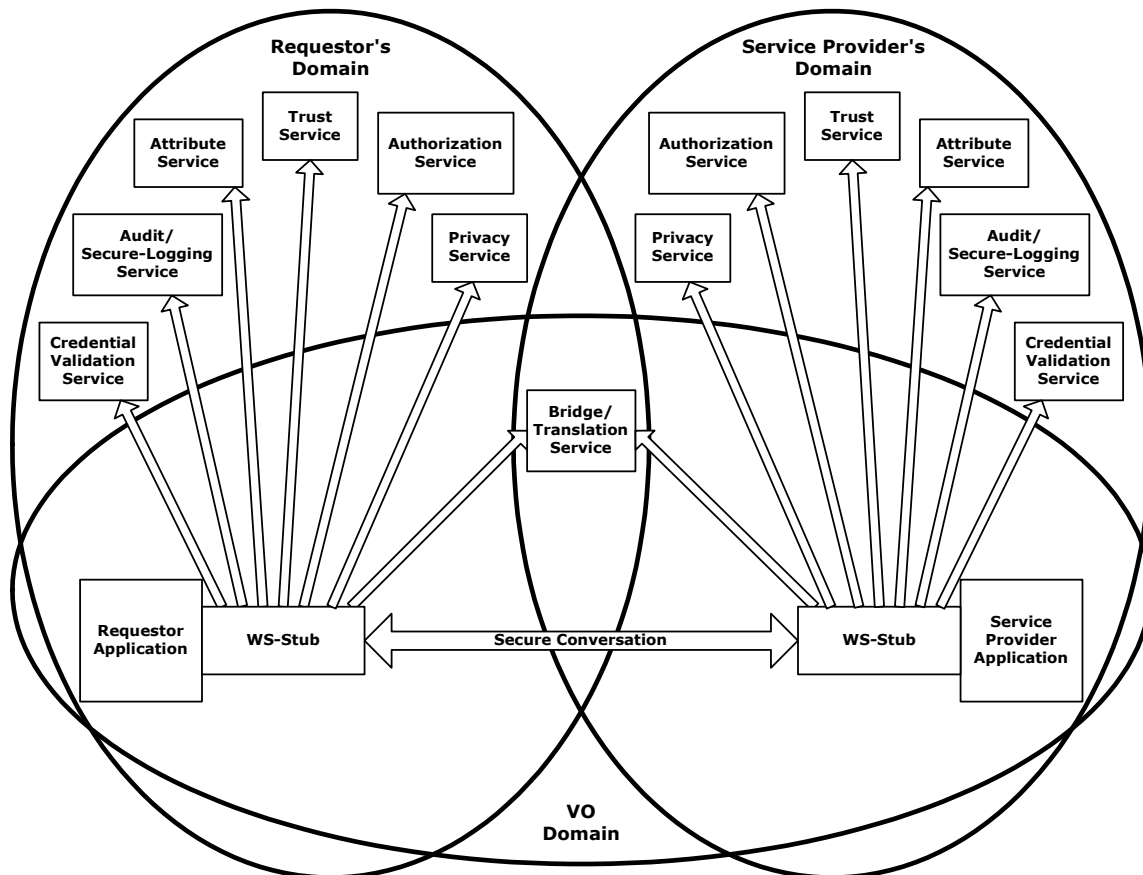 Requestor's
Domain
Service Provider's
Domain
Trust
Service
Attribute
Service
Authorization
Service
Audit/
Secure-Logging
Service
Privacy
Service
Credential
Validation
Service
Trust
Service
Authorization
Service
Attribute
Service
Privacy
Service
Audit/
Secure-Logging
Service
Credential
Validation
Service
Bridge/
Translation
Service
Requestor
Application
WS-Stub
Secure Conversation
WS-Stub
Service
Provider
Application
VO
Domain